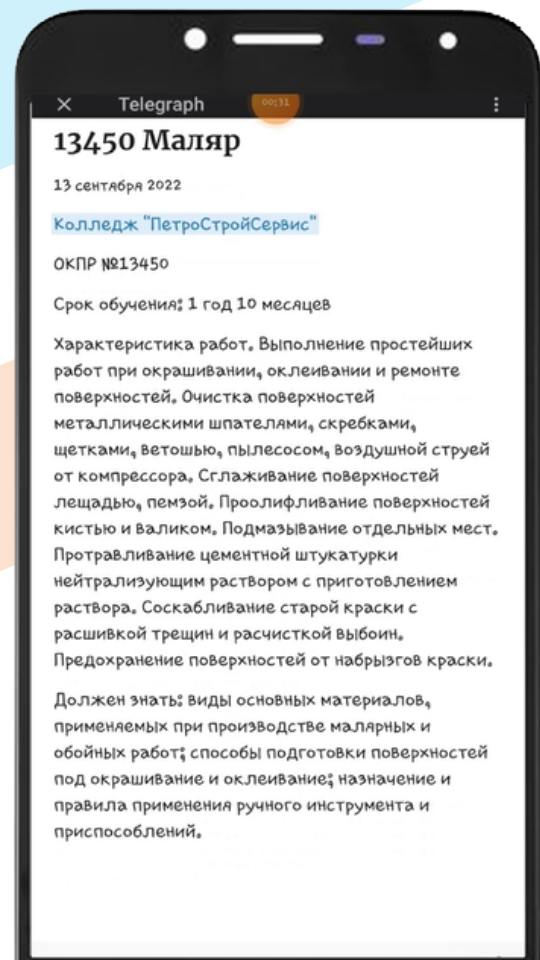 Telegraph
00:31
13450 Маляр
13 сентября 2022
Колледж "ПетроСтройСервис"
ОКПР №13450
Срок обучения: 1 год 10 месяцев
Характеристика работ. Выполнение простейших
работ при окрашивании, оклеивании и ремонте
поверхностей. Очистка поверхностей
металлическими шпателями, скребками,
щетками, ветошью, пылесосом, воздушной струей
от компрессора. Сглаживание поверхностей
лещадью, пемзой. Проолифливание поверхностей
кистью и валиком. Подмазывание отдельных мест.
Протравливание цементной штукатурки
нейтрализующим раствором с приготовлением
раствора. Соскабливание старой краски с
расшивкой трещин и расчисткой выбоин.
Предохранение поверхностей от набрызгов краски.
Должен знать: виды основных материалов,
применяемых при производстве малярных и
обойных работ; способы подготовки поверхностей
под окрашивание и оклеивание; назначение и
правила применения ручного инструмента и
приспособлений.